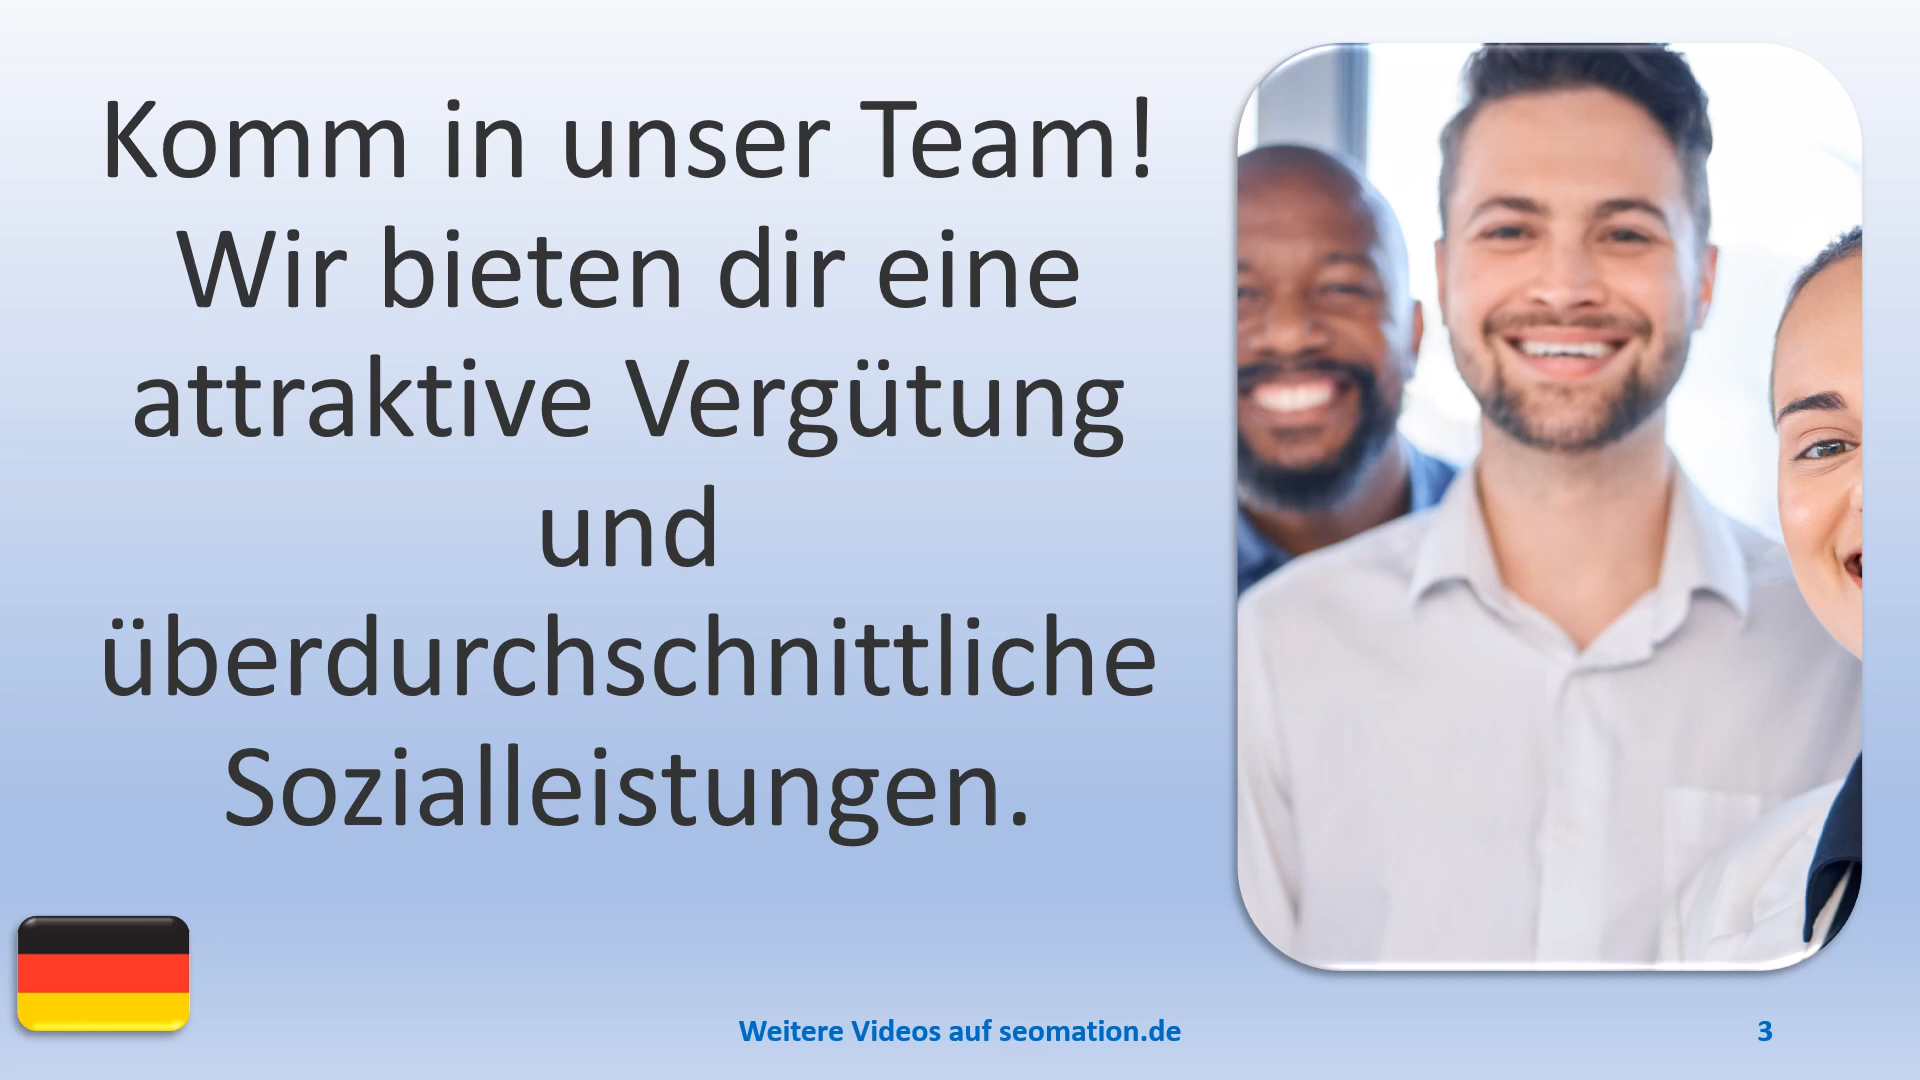 Komm in unser Team!
Wir bieten dir eine
attraktive Vergütung
und
überdurchschnittliche
Sozialleistungen.
Weitere Videos auf seomation.de
3